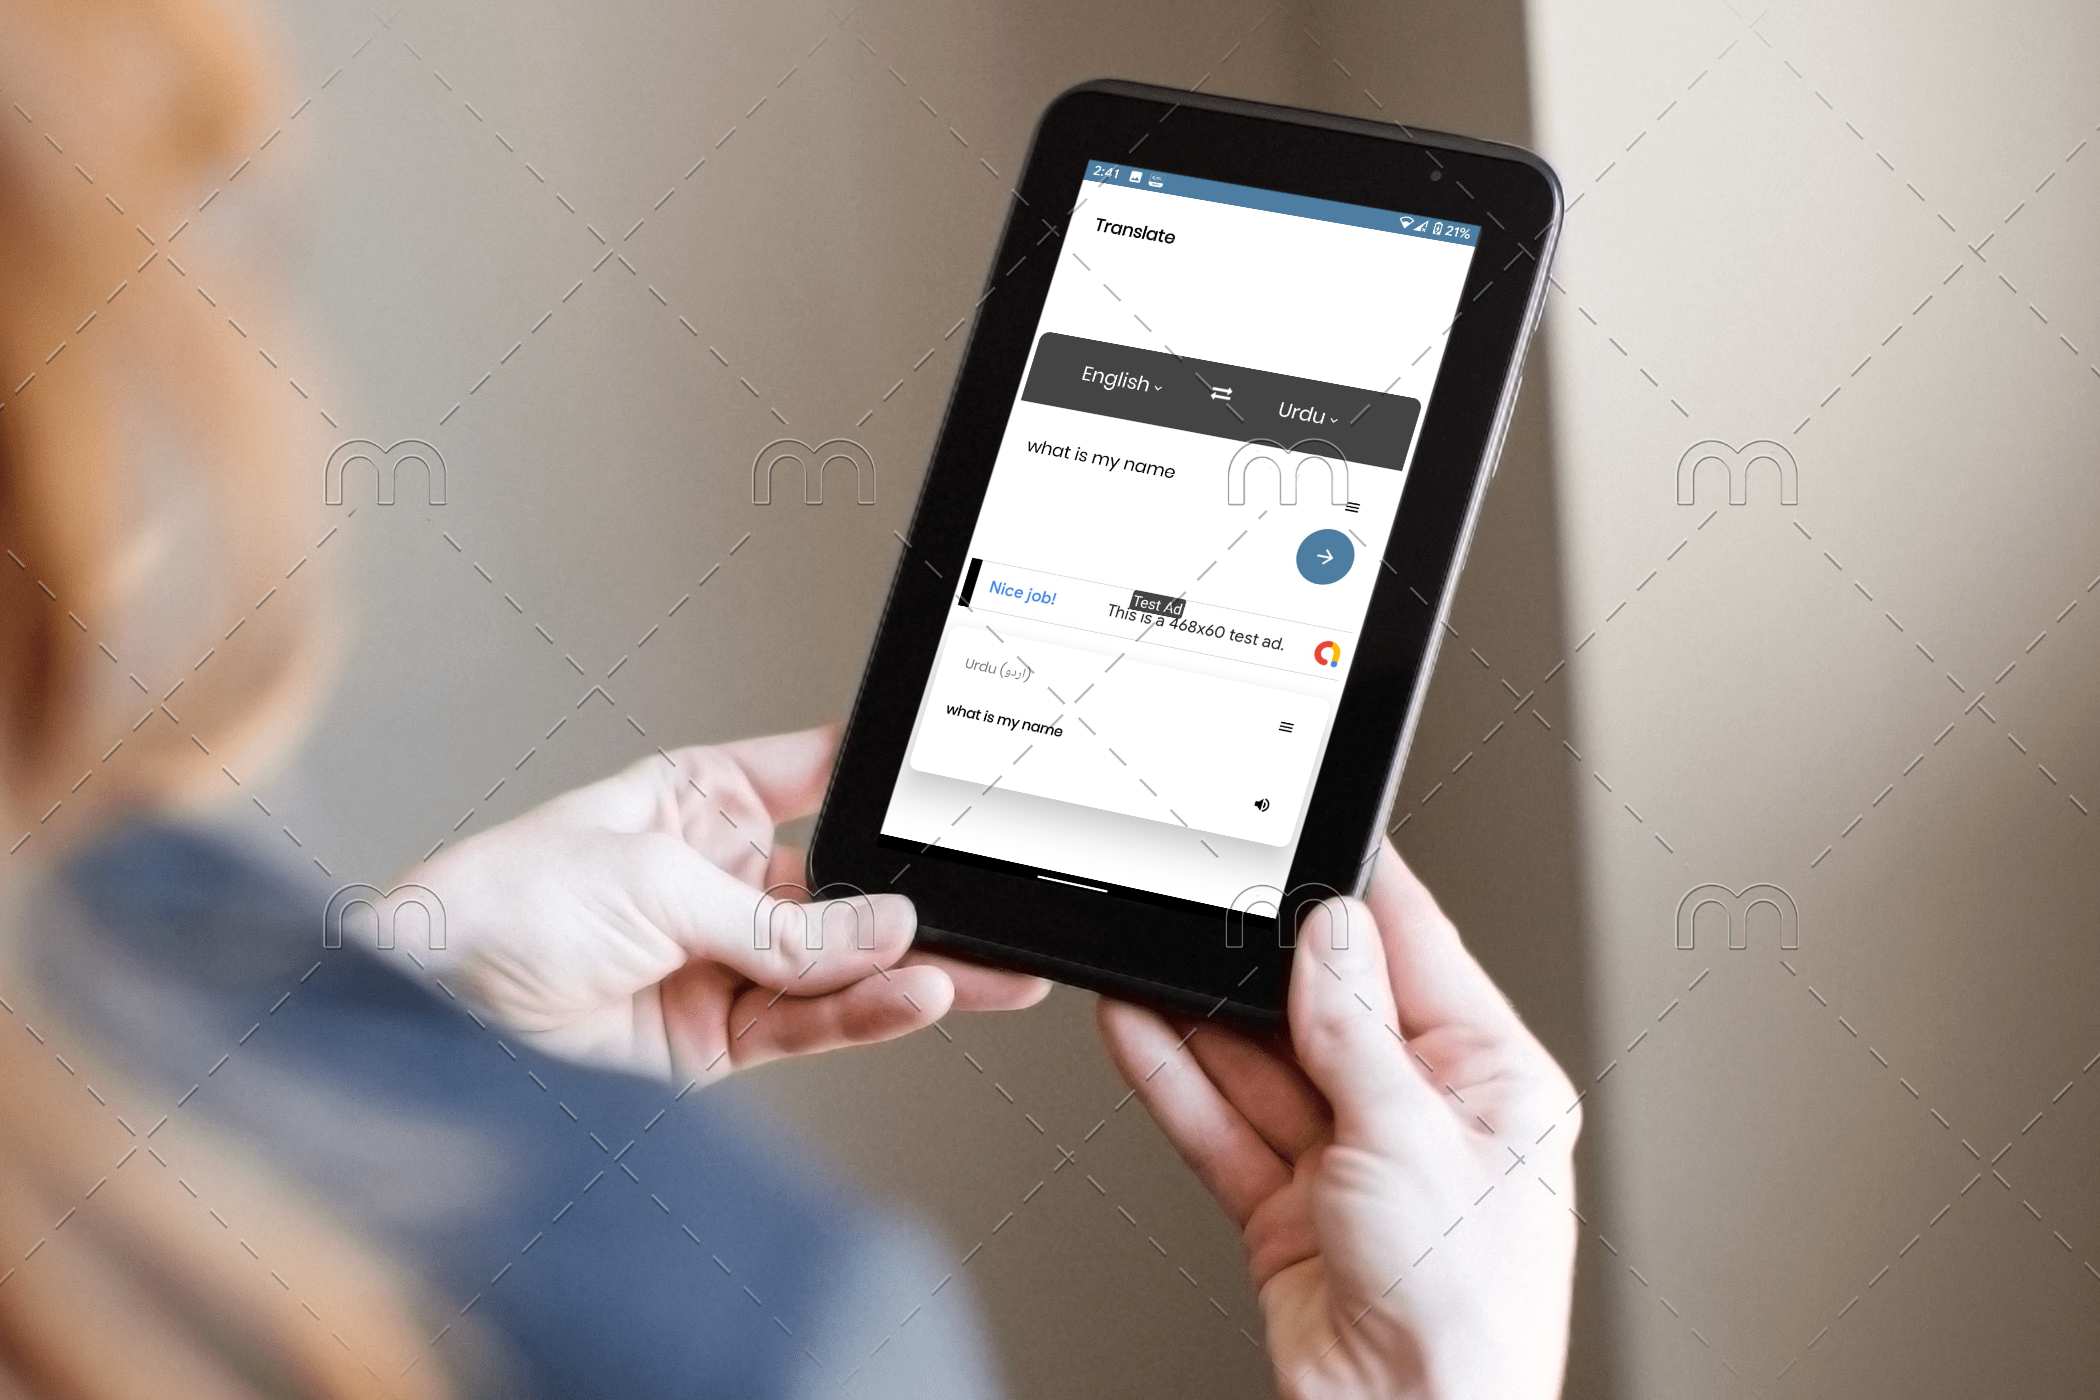 2:41
21%
Translate
English
Urdu
what is my name
Nice job!
Test Ad
This is a 468x60 test ad.
Urdu (اردو)
what is my name